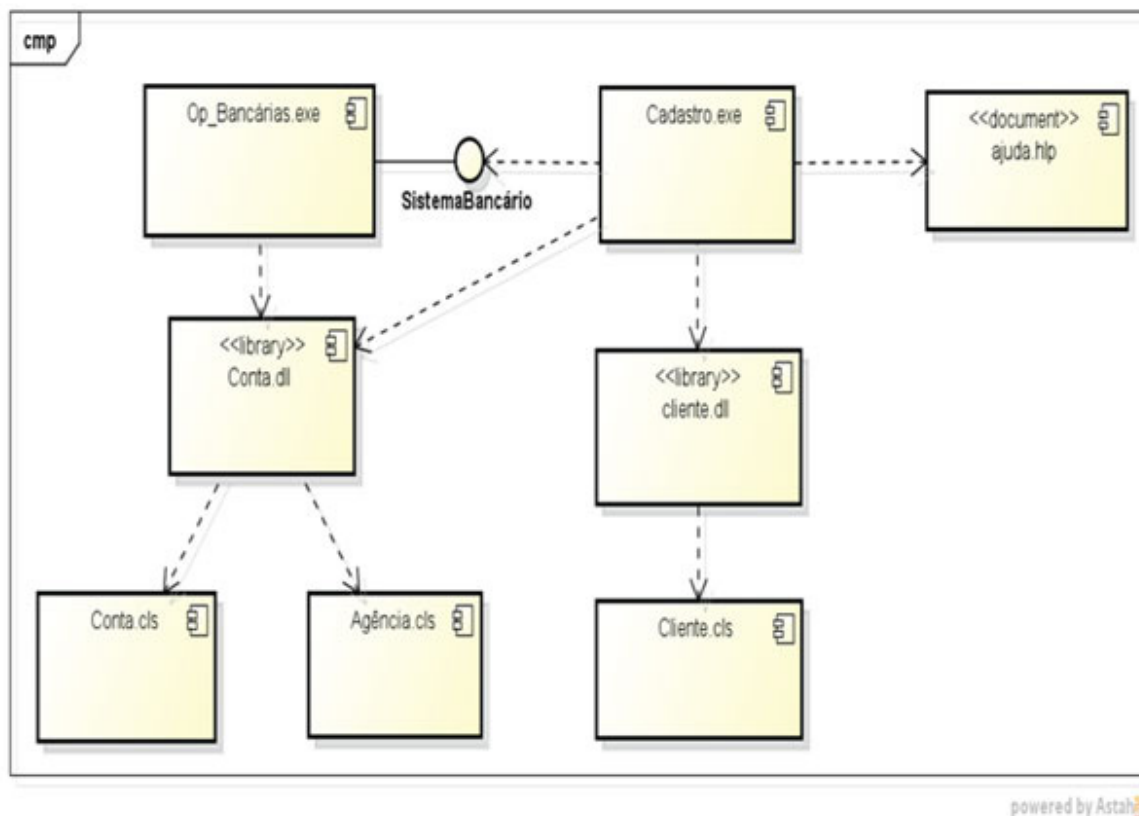 cmp
Op_Bancárias.exe
Cadastro.exe
<<document>>
ajuda.hlp
SistemaBancário
<<library>>
Conta.dll
<<library>>
cliente.dll
Conta.cls
Agência.cls
Cliente.cls
powered by Astah